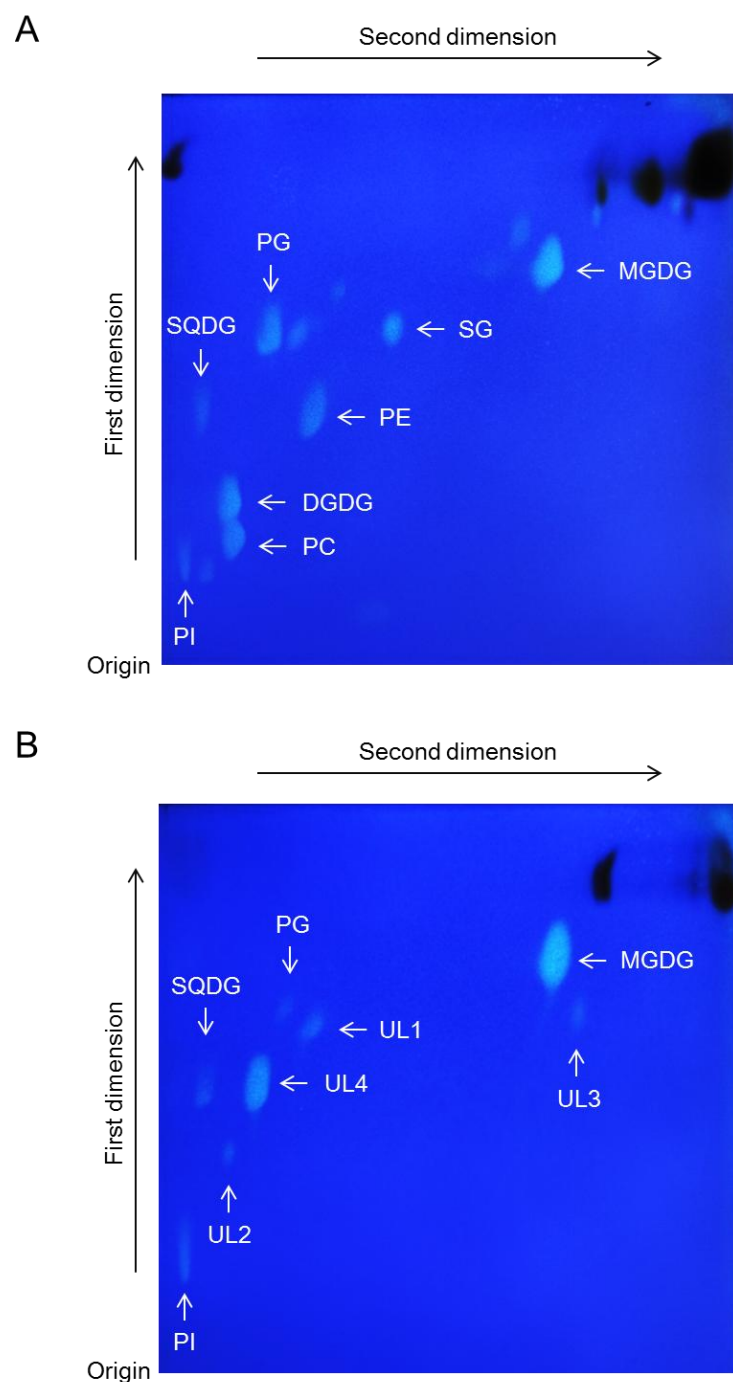 A
Second dimension
First dimension
PG
MGDG
SQDG
SG
PE
DGDG
PC
PI
Origin
B
Second dimension
First dimension
PG
MGDG
SQDG
UL1
UL4
UL3
UL2
PI
Origin